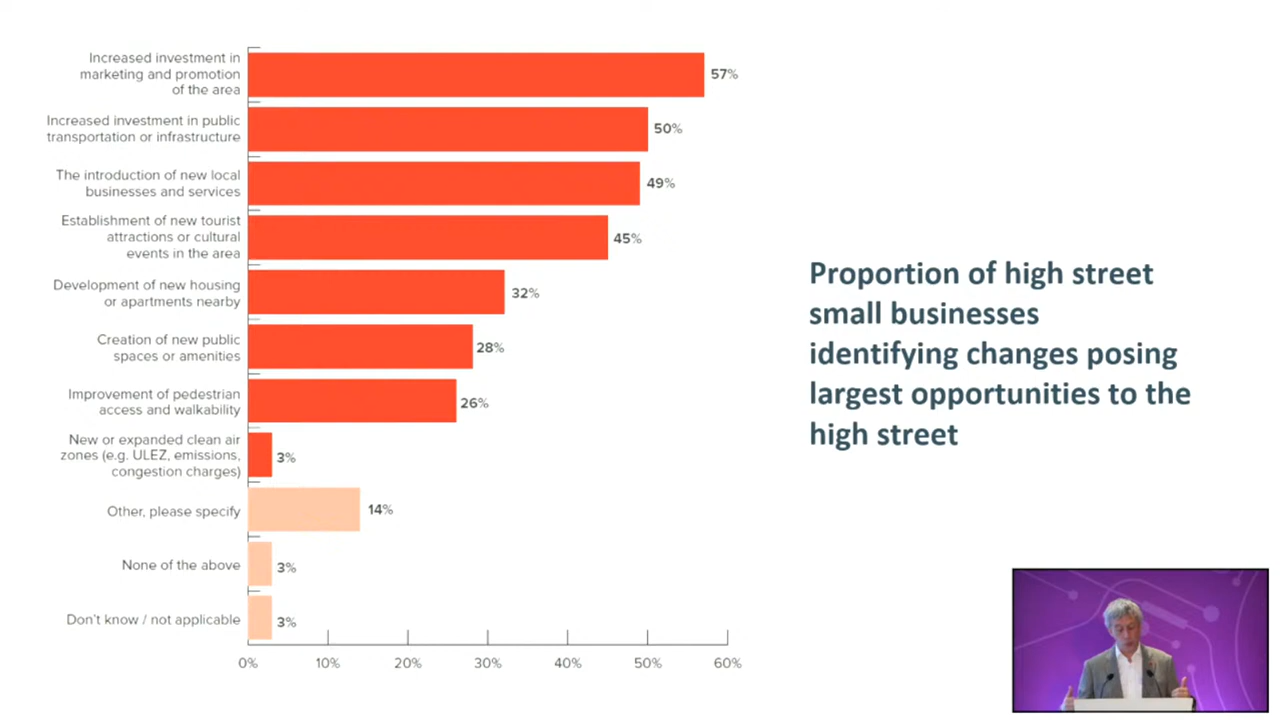 Increased investment in
marketing and promotion
of the area
57%
Increased investment in public
transportation or infrastructure
50%
The introduction of new local
businesses and services
49%
Establishment of new tourist
attractions or cultural
events in the area
45%
Development of new housing
or apartments nearby
32%
Creation of new public
spaces or amenities
28%
Improvement of pedestrian
access and walkability
26%
New or expanded clean air
zones (e.g. ULEZ, emissions,
congestion charges)
3%
Other, please specify
14%
None of the above
3%
Don't know / not applicable
3%
0% 10% 20% 30% 40% 50% 60%
Proportion of high street
small businesses
identifying changes posing
largest opportunities to the
high street